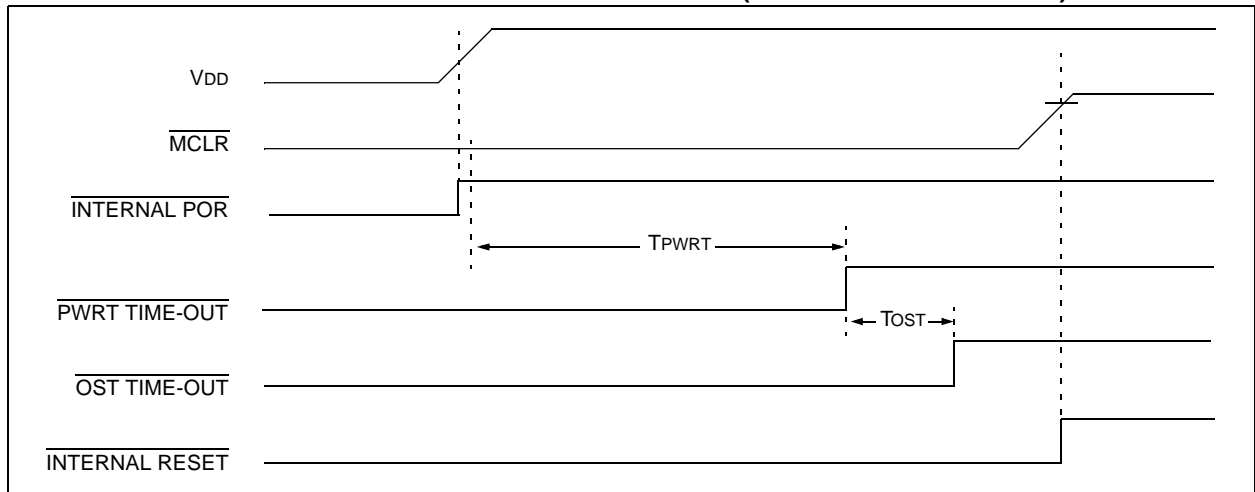 VDD
MCLR
INTERNAL POR
TPWRT
PWRT TIME-OUT
TOST
OST TIME-OUT
INTERNAL RESET